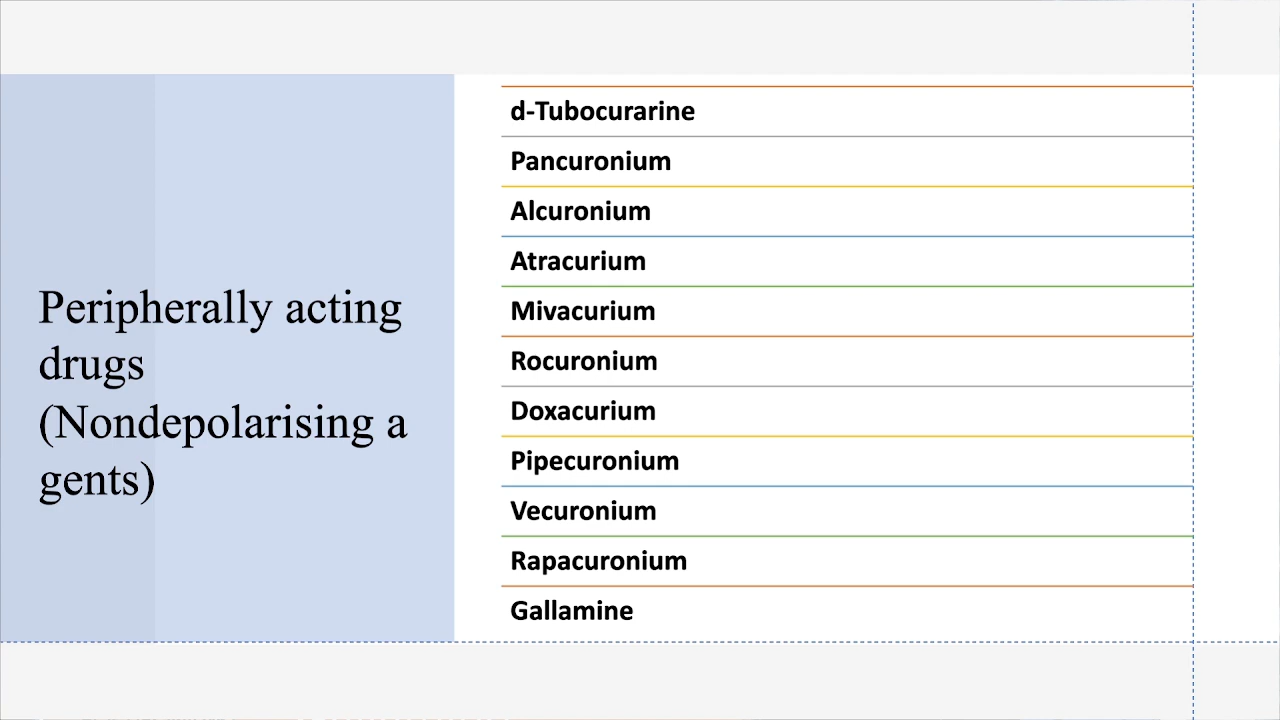 Peripherally acting
drugs
(Nondepolarising a
gents)
d-Tubocurarine
Pancuronium
Alcuronium
Atracurium
Mivacurium
Rocuronium
Doxacurium
Pipecuronium
Vecuronium
Rapacuronium
Gallamine